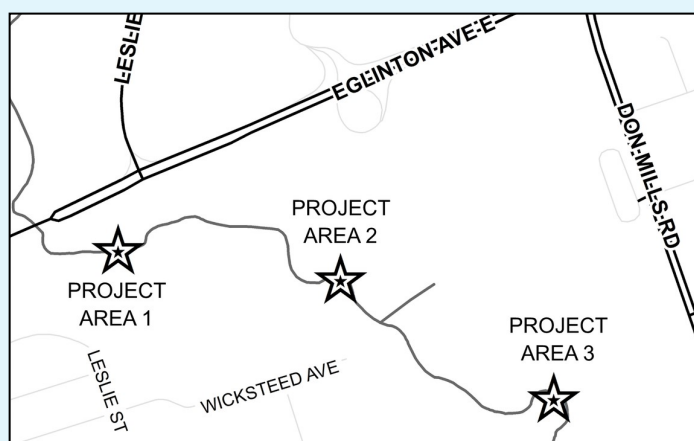 LESLIE
EGLINTON AVE E
DON MILLS RD
PROJECT
AREA 2
PROJECT
AREA 1
PROJECT
AREA 3
LESLIE ST
WICKSTEED AVE